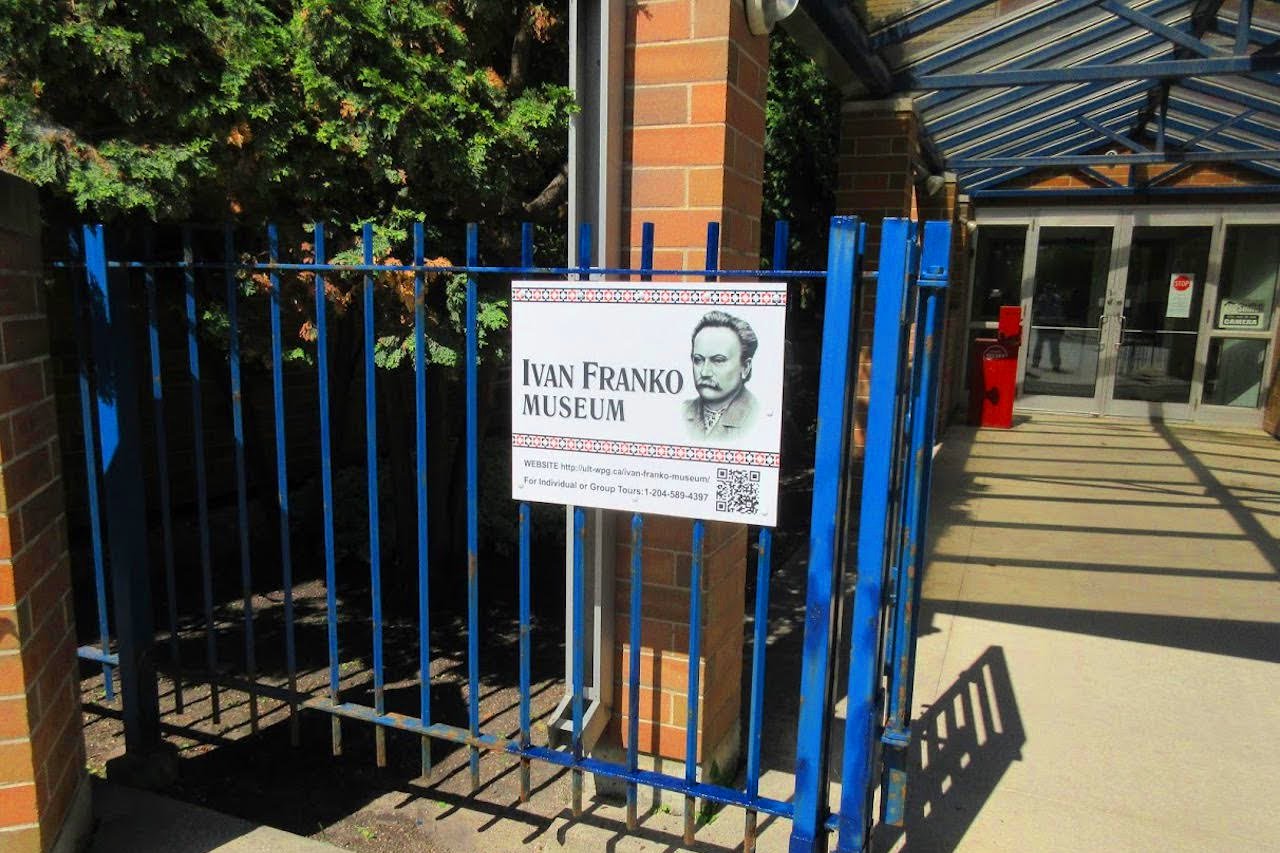 IVAN FRANKO
MUSEUM
WEBSITE http://ult-wpg.ca/ivan-franko-museum/
For Individual or Group Tours:1-204-589-4397
STOP
CAMERA